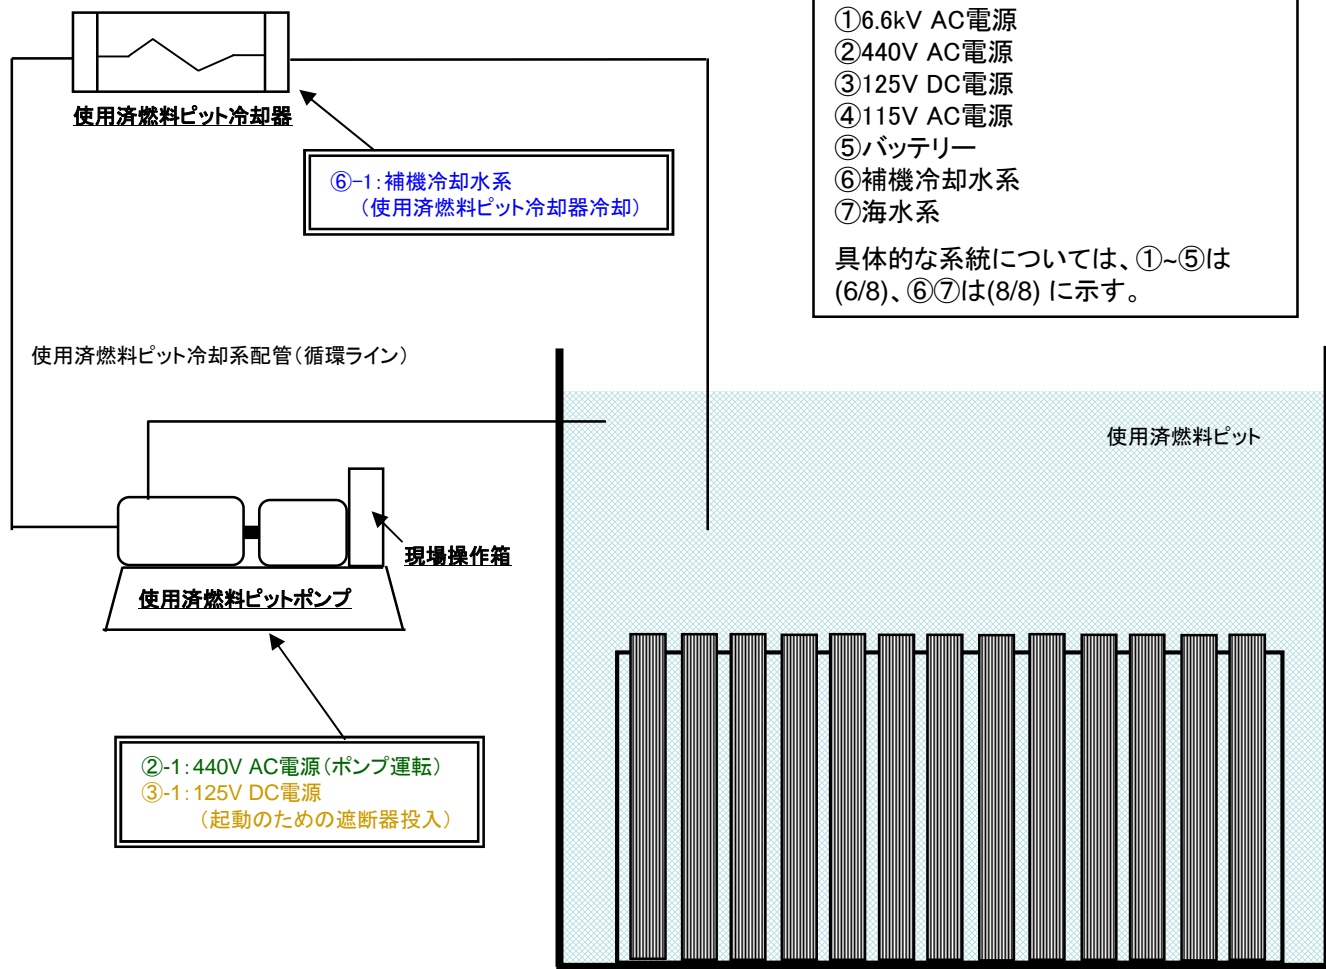 ①6.6kV AC電源
②440V AC電源
③125V DC電源
④115V AC電源
⑤バッテリー
⑥補機冷却水系
⑦海水系
具体的な系統については、①~⑤は
(6/8)、⑥⑦は(8/8) に示す。
使用済燃料ピット冷却器
⑥-1:補機冷却水系
(使用済燃料ピット冷却器冷却)
使用済燃料ピット冷却系配管(循環ライン)
使用済燃料ピット
現場操作箱
使用済燃料ピットポンプ
②-1:440V AC電源(ポンプ運転)
③-1:125V DC電源
(起動のための遮断器投入)